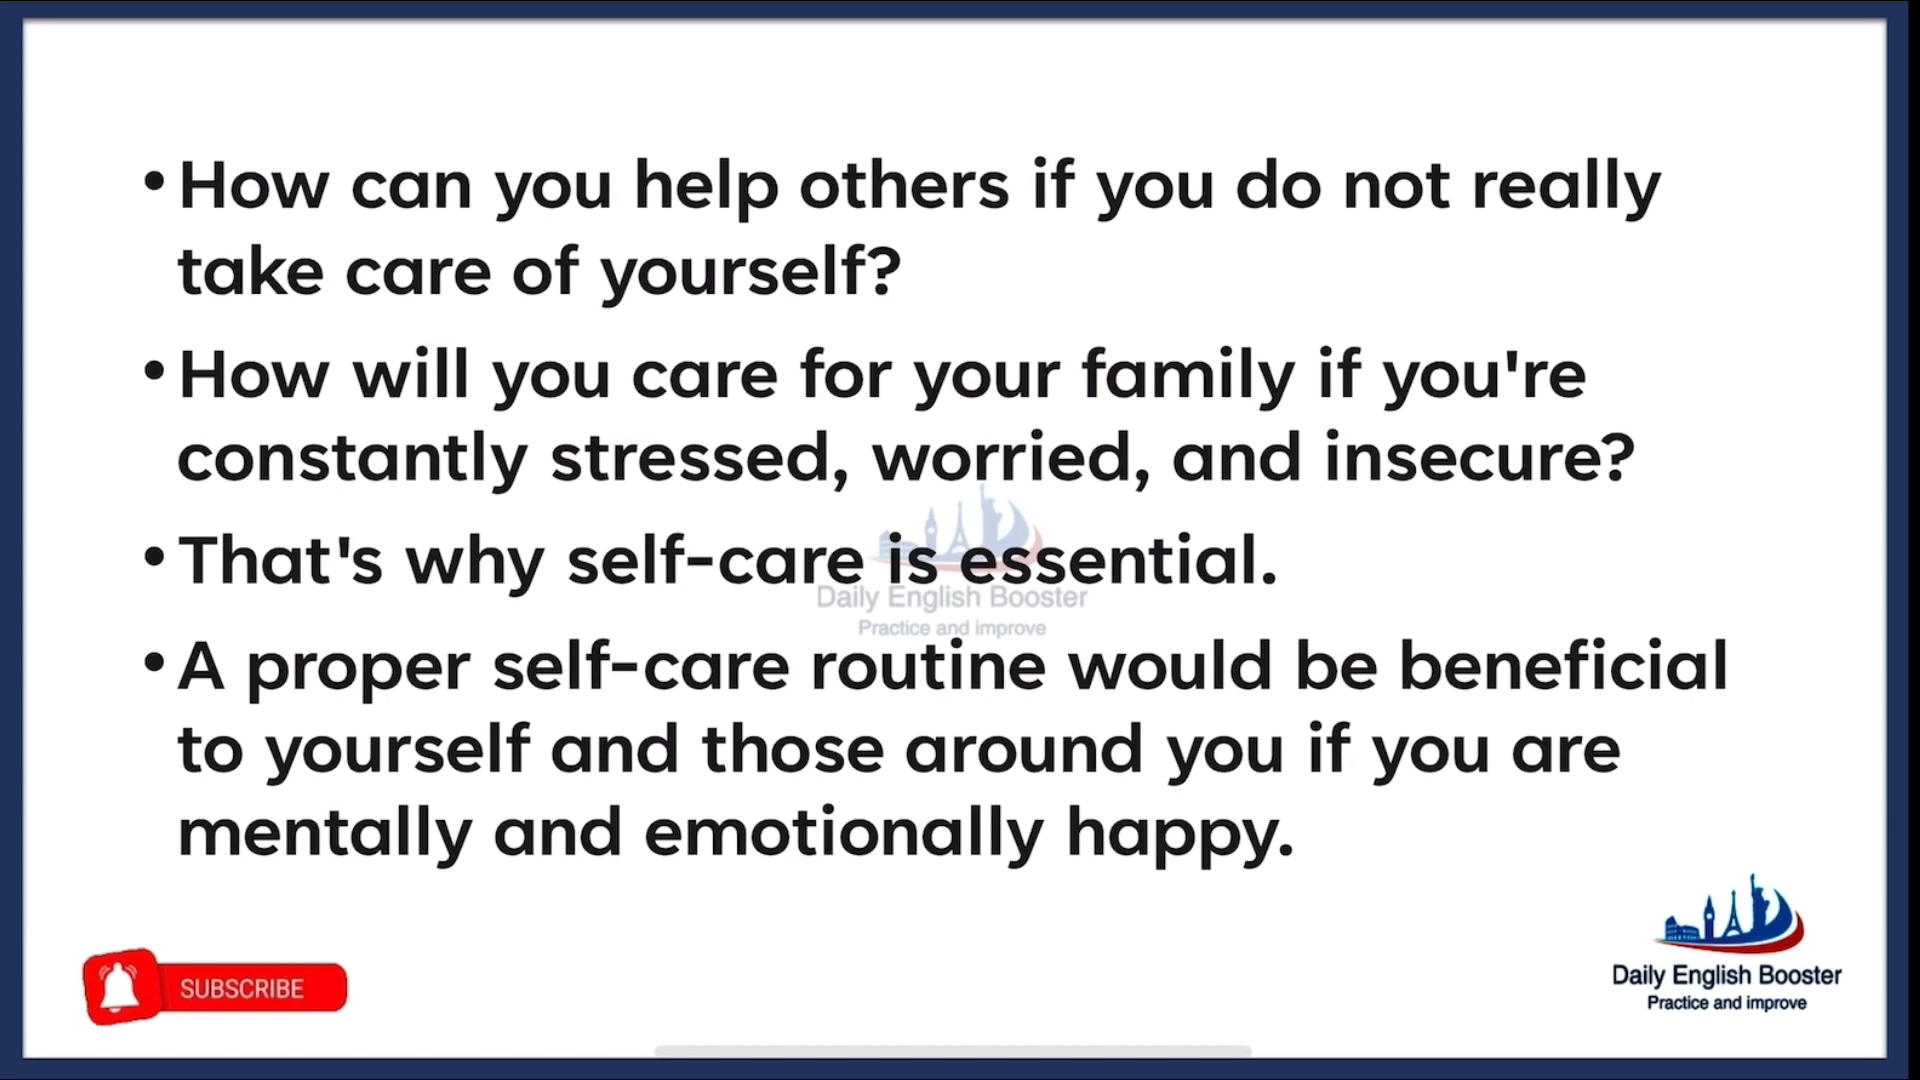 • How can you help others if you do not really
take care of yourself?
• How will you care for your family if you're
constantly stressed, worried, and insecure?
• That's why self-care is essential.
Daily English Booster
Practice and improve
• A proper self-care routine would be beneficial
to yourself and those around you if you are
mentally and emotionally happy.
SUBSCRIBE
Daily English Booster
Practice and improve